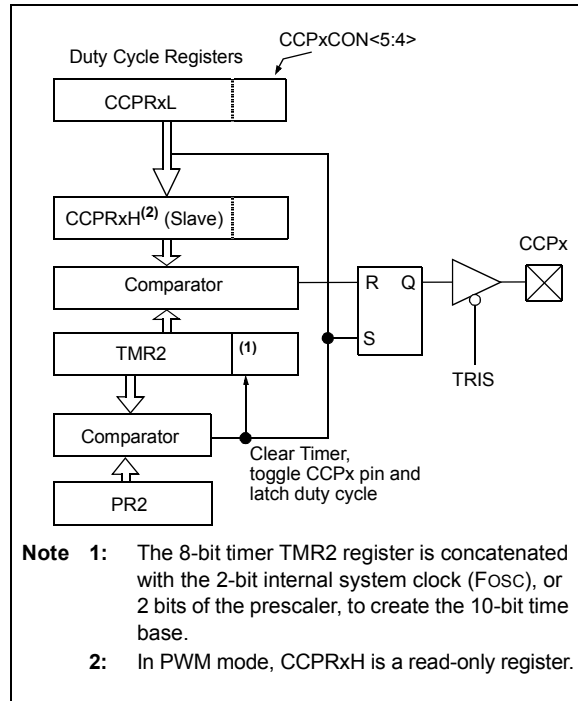 CCPxCON<5:4>
Duty Cycle Registers
CCPRxL
CCPRxH(2) (Slave)
CCPx
Comparator
R Q
TMR2 (1)
S
TRIS
Comparator
Clear Timer,
toggle CCPx pin and
latch duty cycle
PR2
Note 1: The 8-bit timer TMR2 register is concatenated
with the 2-bit internal system clock (FOSC), or
2 bits of the prescaler, to create the 10-bit time
base.
2: In PWM mode, CCPRxH is a read-only register.